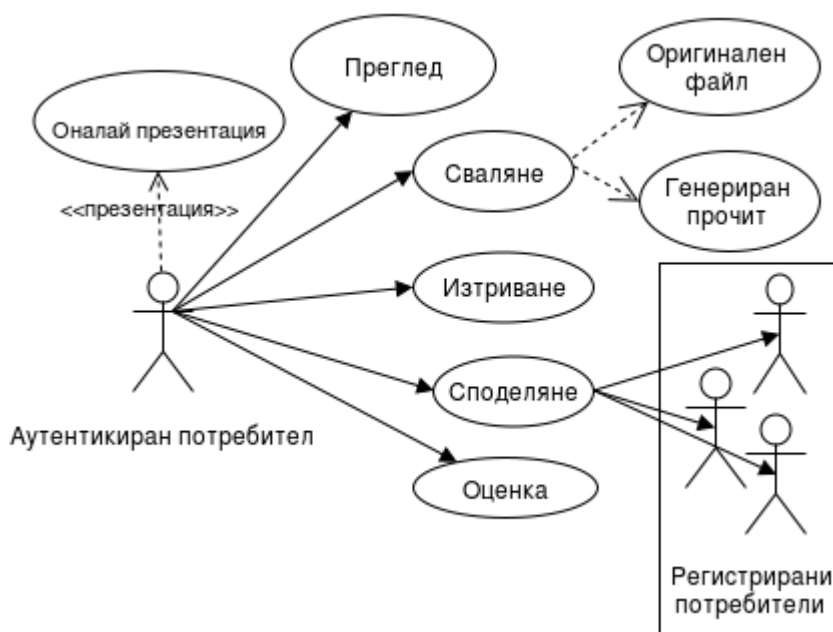 Преглед
Оригинален
файл
Оналай презентация
Сваляне
Генериран
прочит
<<презентация>>
Изтриване
Споделяне
Аутентикиран потребител
Оценка
Регистрирани
потребители